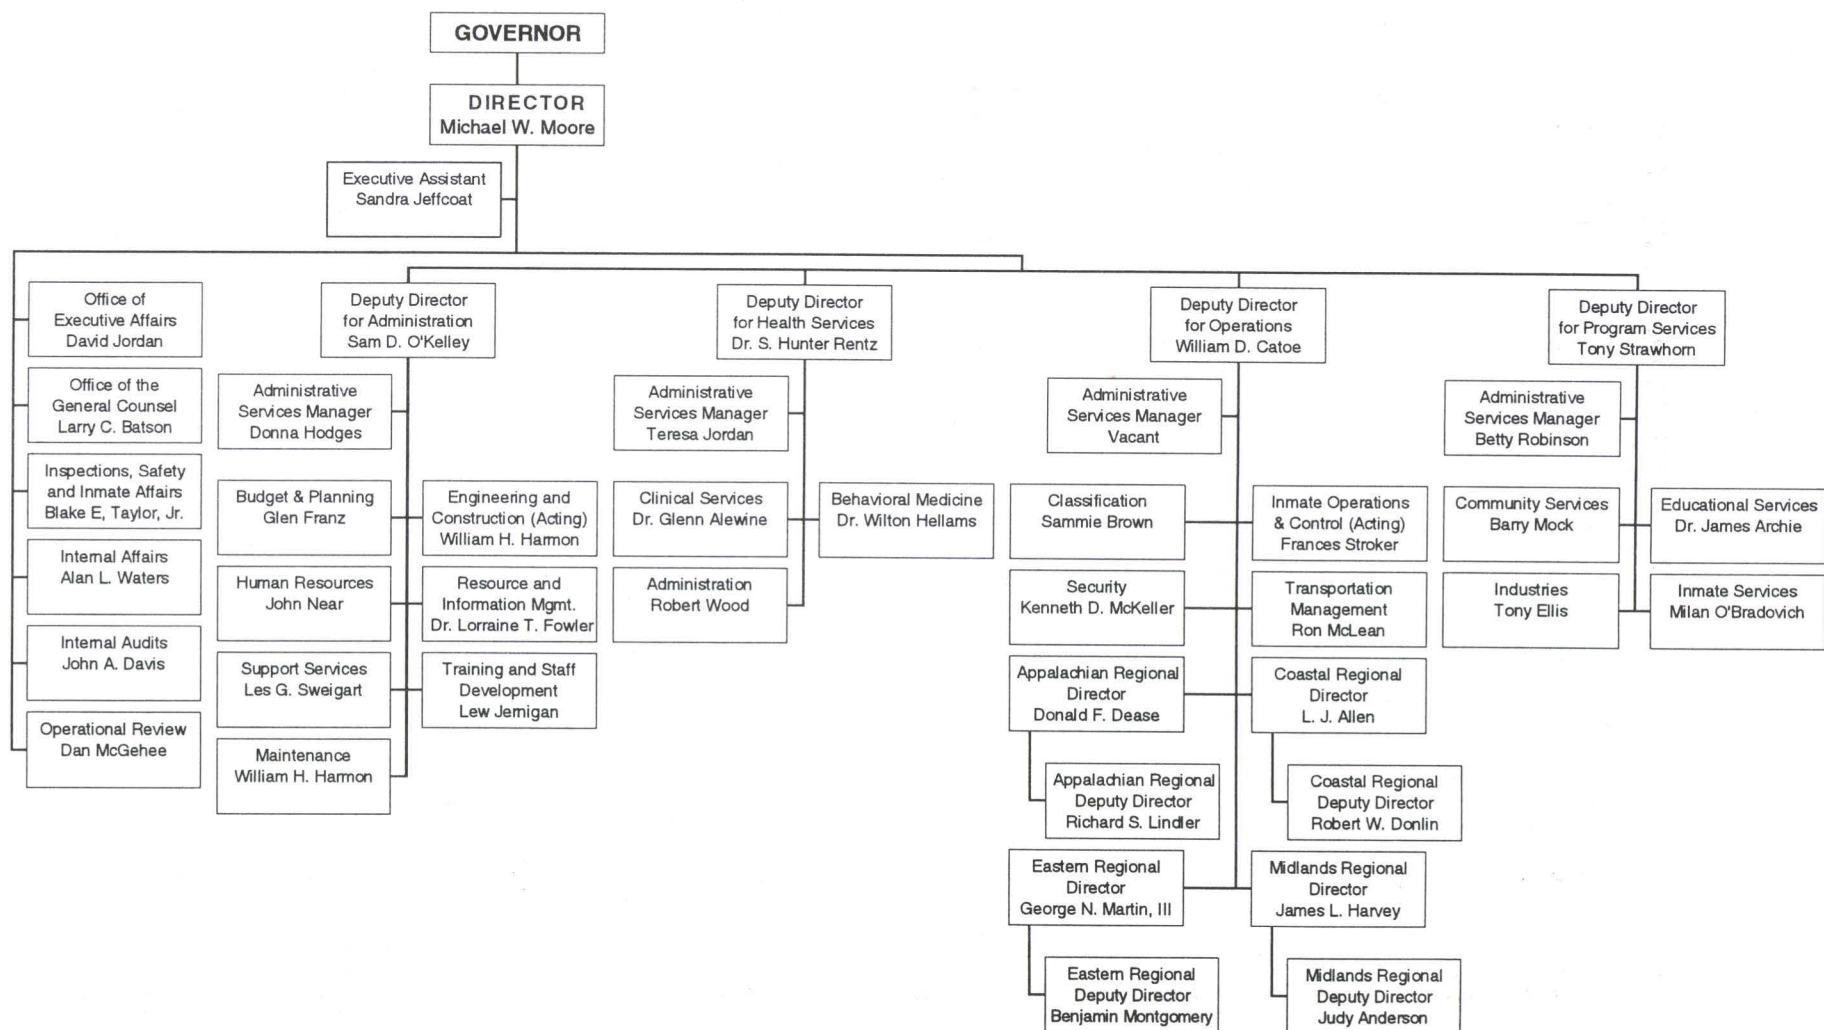 GOVERNOR
DIRECTOR
Michael W. Moore
Executive Assistant
Sandra Jeffcoat
Office of
Executive Affairs
David Jordan
Office of the
General Counsel
Larry C. Batson
Inspections, Safety
and Inmate Affairs
Blake E, Taylor, Jr.
Internal Affairs
Alan L. Waters
Internal Audits
John A. Davis
Operational Review
Dan McGehee
Deputy Director
for Administration
Sam D. O'Kelley
Administrative
Services Manager
Donna Hodges
Budget & Planning
Glen Franz
Engineering and
Construction (Acting)
William H. Harmon
Human Resources
John Near
Resource and
Information Mgmt.
Dr. Lorraine T. Fowler
Support Services
Les G. Sweigart
Training and Staff
Development
Lew Jernigan
Maintenance
William H. Harmon
Deputy Director
for Health Services
Dr. S. Hunter Rentz
Administrative
Services Manager
Teresa Jordan
Clinical Services
Dr. Glenn Alewine
Behavioral Medicine
Dr. Wilton Hellams
Administration
Robert Wood
Deputy Director
for Operations
William D. Catoe
Administrative
Services Manager
Vacant
Classification
Sammie Brown
Inmate Operations
& Control (Acting)
Frances Stroker
Security
Kenneth D. McKeller
Transportation
Management
Ron McLean
Appalachian Regional
Director
Donald F. Dease
Coastal Regional
Director
L. J. Allen
Appalachian Regional
Deputy Director
Richard S. Lindler
Coastal Regional
Deputy Director
Robert W. Donlin
Eastern Regional
Director
George N. Martin, III
Midlands Regional
Director
James L. Harvey
Eastern Regional
Deputy Director
Benjamin Montgomery
Midlands Regional
Deputy Director
Judy Anderson
Deputy Director
for Program Services
Tony Strawhorn
Administrative
Services Manager
Betty Robinson
Community Services
Barry Mock
Educational Services
Dr. James Archie
Industries
Tony Ellis
Inmate Services
Milan O'Bradovich